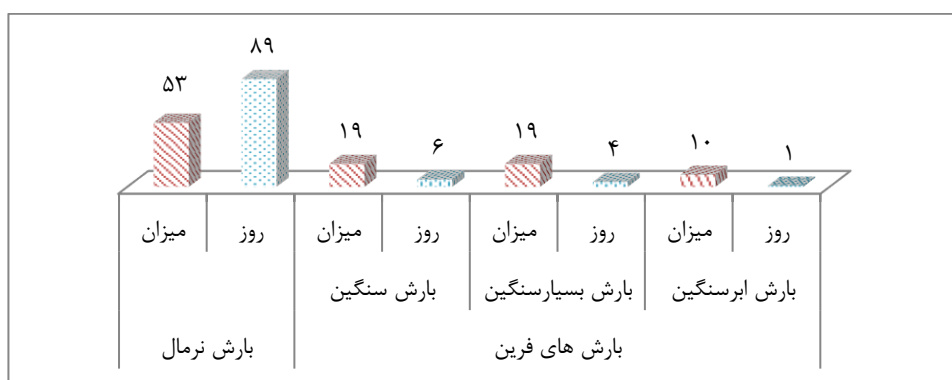 ۵۳ ۸۹ ۱۹ ۶ ۱۹ ۴ ۱۰ ۱
میزان روز میزان روز میزان روز میزان روز
بارش سنگین بارش بسیارسنگین بارش ابرسنگین
بارش نرمال بارش های فرین